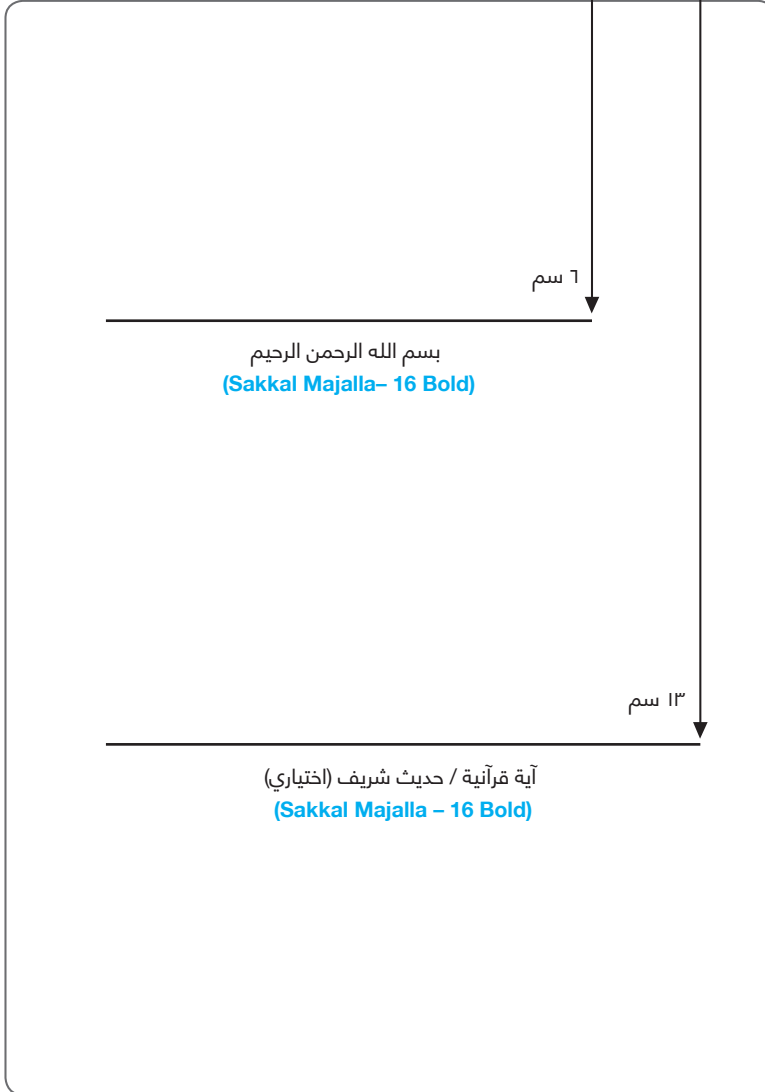 ٦ سم
بسم الله الرحمن الرحيم
(Sakkal Majalla– 16 Bold)
١٣ سم
آية قرآنية / حديث شريف (اختياري)
(Sakkal Majalla – 16 Bold)